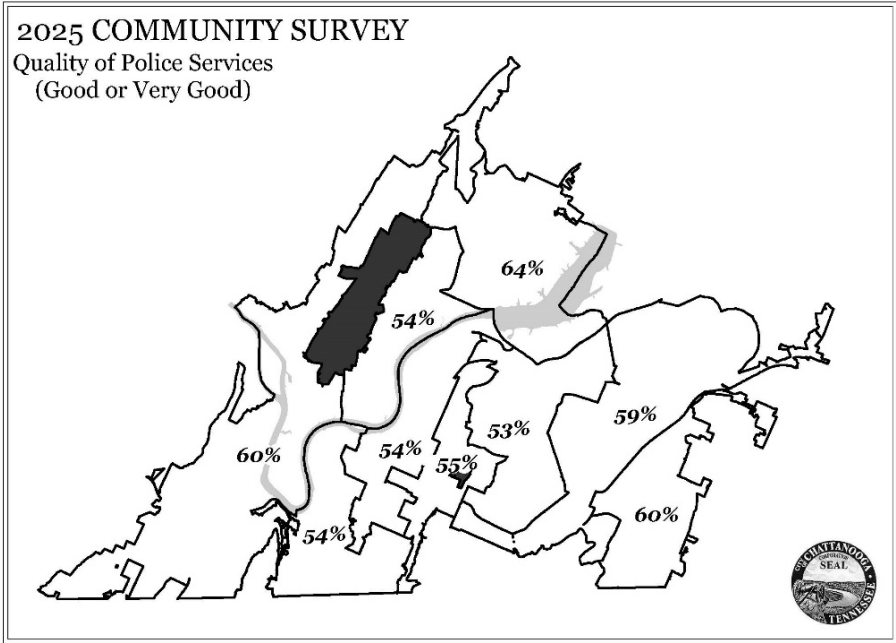 2025 COMMUNITY SURVEY
Quality of Police Services
(Good or Very Good)
64%
54%
59%
53%
54%
60%
55%
60%
54%
CHATTANOOGA
CORPORATION
SEAL
TENNESSEE